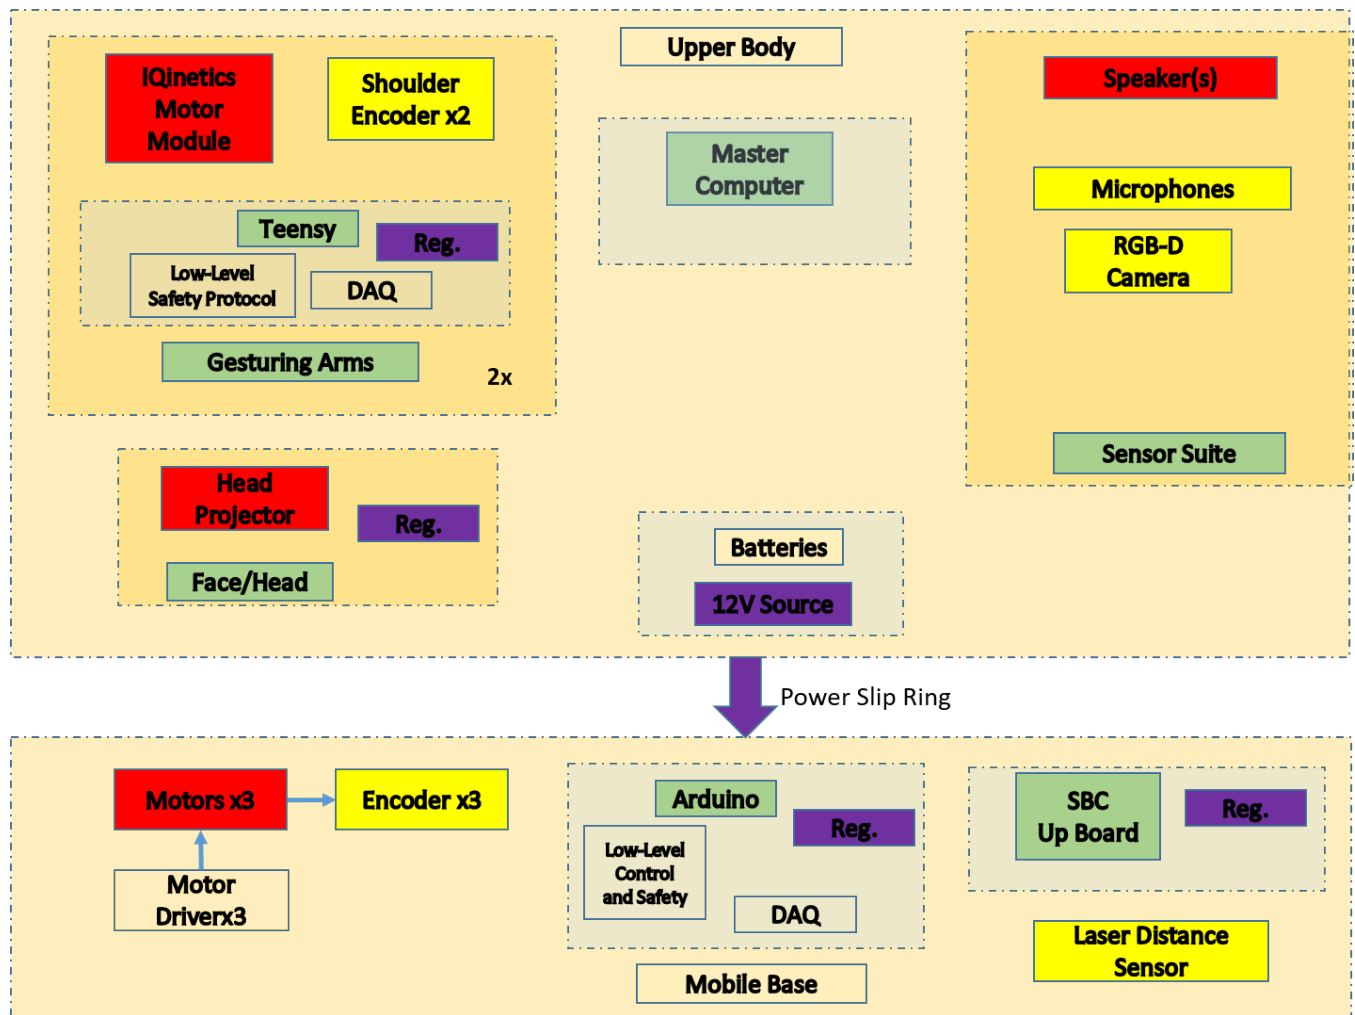 Upper Body
IQinetics
Motor
Module
Shoulder
Encoder x2
Teensy
Reg.
Low-Level
Safety Protocol
DAQ
Gesturing Arms
2x
Master
Computer
Speaker(s)
Microphones
RGB-D
Camera
Sensor Suite
Head
Projector
Reg.
Face/Head
Batteries
12V Source
Power Slip Ring
Motors x3
Encoder x3
Motor
Driverx3
Arduino
Reg.
Low-Level
Control
and Safety
DAQ
Mobile Base
SBC
Up Board
Reg.
Laser Distance
Sensor